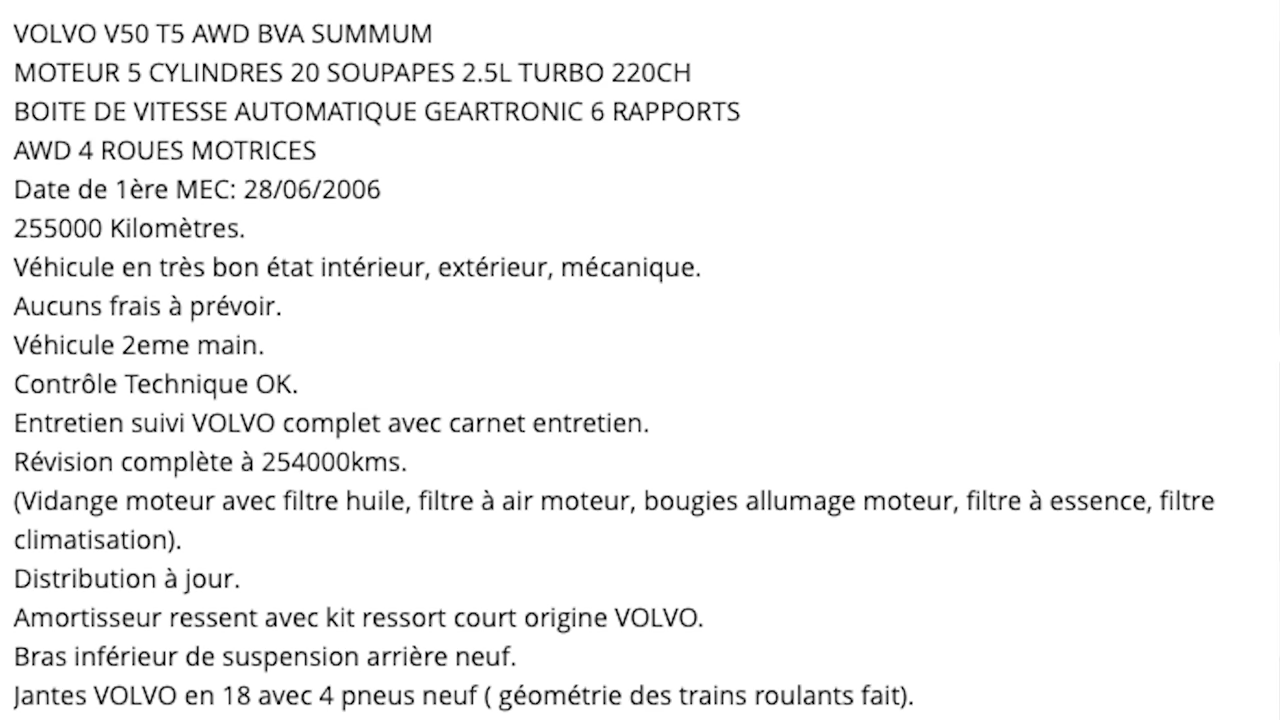 VOLVO V50 T5 AWD BVA SUMMUM
MOTEUR 5 CYLINDRES 20 SOUPAPES 2.5L TURBO 220CH
BOITE DE VITESSE AUTOMATIQUE GEARTRONIC 6 RAPPORTS
AWD 4 ROUES MOTRICES
Date de 1ère MEC: 28/06/2006
255000 Kilomètres.
Véhicule en très bon état intérieur, extérieur, mécanique.
Aucuns frais à prévoir.
Véhicule 2eme main.
Contrôle Technique OK.
Entretien suivi VOLVO complet avec carnet entretien.
Révision complète à 254000kms.
(Vidange moteur avec filtre huile, filtre à air moteur, bougies allumage moteur, filtre à essence, filtre
climatisation).
Distribution à jour.
Amortisseur ressent avec kit ressort court origine VOLVO.
Bras inférieur de suspension arrière neuf.
Jantes VOLVO en 18 avec 4 pneus neuf ( géométrie des trains roulants fait).